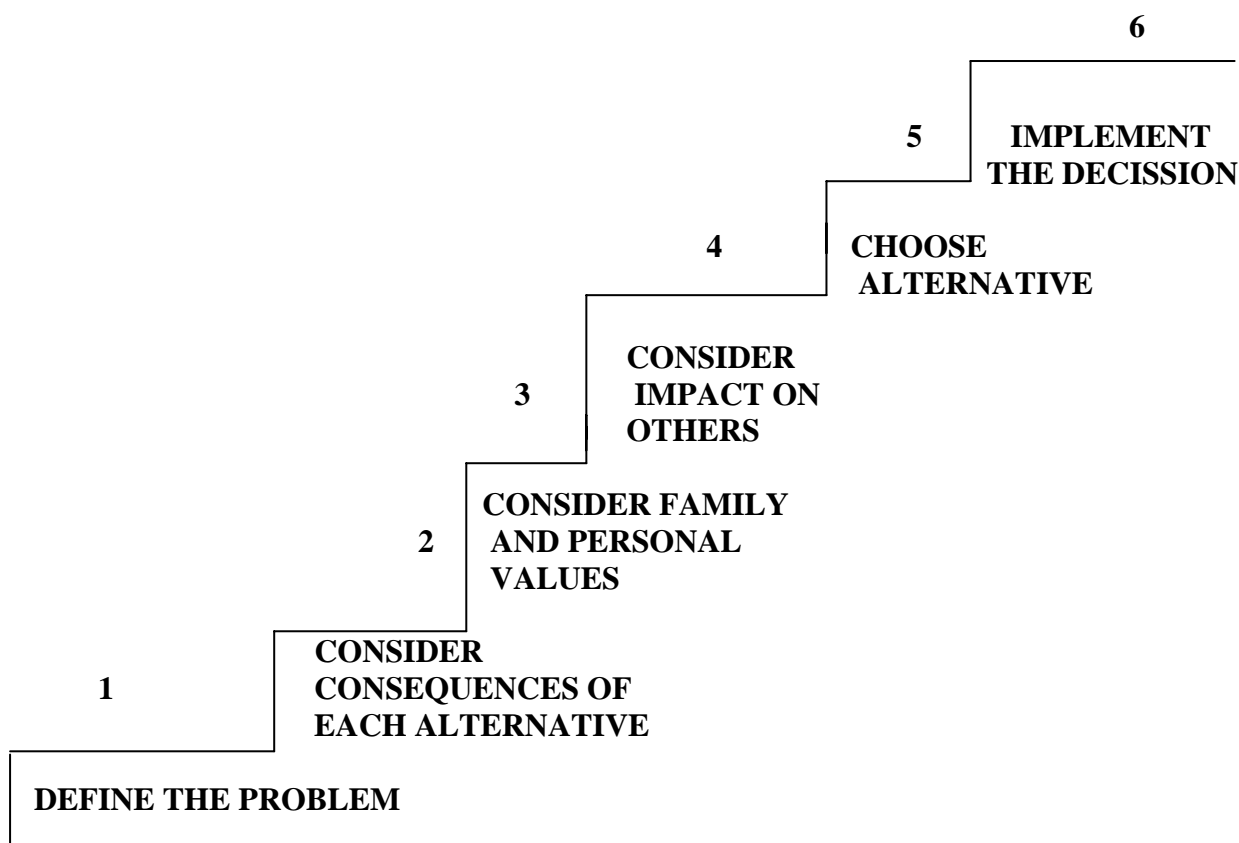 6
5
IMPLEMENT
THE DECISSION
4
CHOOSE
ALTERNATIVE
3
CONSIDER
IMPACT ON
OTHERS
2
CONSIDER FAMILY
AND PERSONAL
VALUES
1
CONSIDER
CONSEQUENCES OF
EACH ALTERNATIVE
DEFINE THE PROBLEM